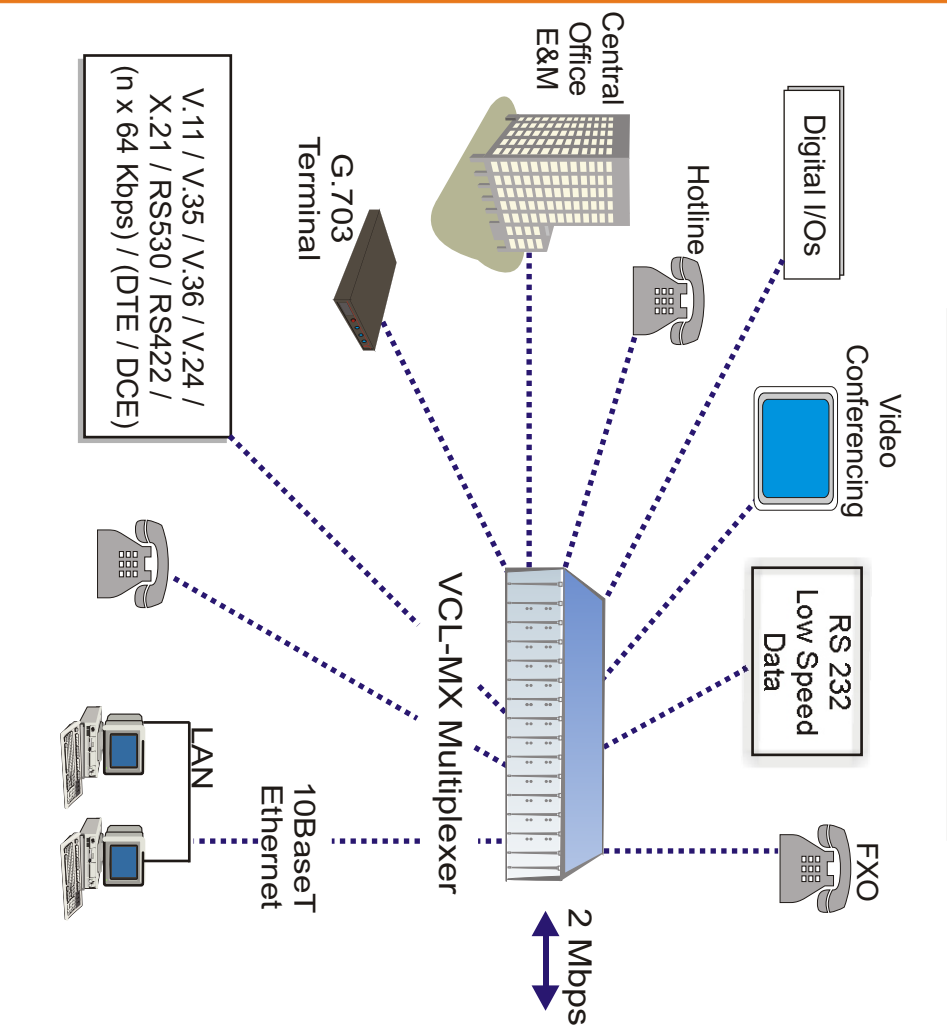 Central
Office
E&M
Digital I/Os
Hotline
G.703
Terminal
V.11 / V.35 / V.36 / V.24 /
X.21 / RS530 / RS422 /
(n x 64 Kbps) / (DTE / DCE)
Video
Conferencing
RS 232
Low Speed
Data
VCL-MX Multiplexer
LAN
10BaseT
Ethernet
FXO
2 Mbps